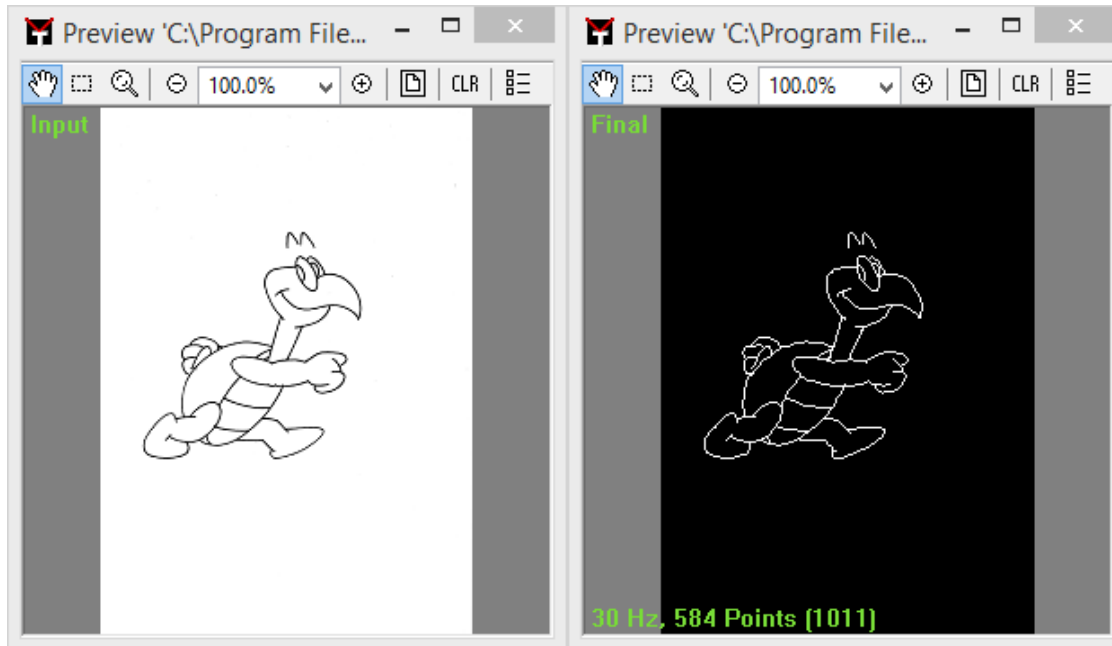 Preview 'C:\Program File...
100.0%
CLR
Input
Preview 'C:\Program File...
100.0%
CLR
Final
30 Hz, 584 Points (1011)